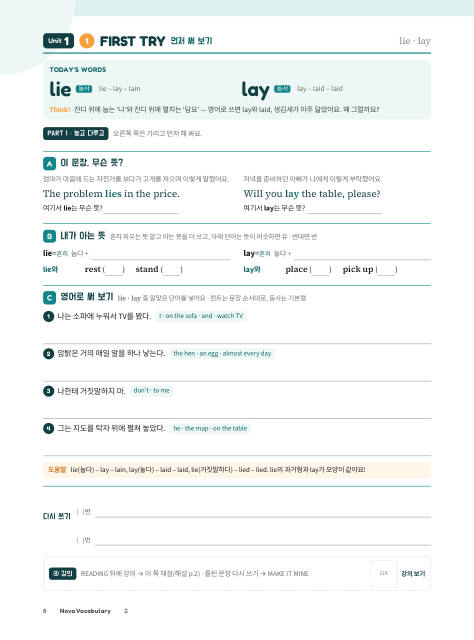 Unit 1 1 FIRST TRY 먼저 써 보기 lie · lay
TODAY'S WORDS
lie 동사 lie – lay – lain lay 동사 lay – laid – laid
Think! 잔디 위에 눕는 '나'와 잔디 위에 펼치는 '담요' — 영어로 쓰면 lay와 laid, 생김새가 아주 닮았어요. 왜 그럴까요?
PART 1 · 놓고 다루고 오른쪽 쪽은 가리고 먼저 해 봐요.
A 이 문장, 무슨 뜻?
엄마가 마음에 드는 자전거를 보다가 고개를 저으며 이렇게 말했어요. 저녁을 준비하던 아빠가 나에게 이렇게 부탁했어요.
The problem lies in the price. Will you lay the table, please?
여기서 lie는 무슨 뜻? 여기서 lay는 무슨 뜻?
B 내가 아는 뜻 흔히 외우는 뜻 말고 아는 뜻을 더 쓰고, 아래 단어는 뜻이 비슷하면 유 · 반대면 반
lie=흔히 눕다 + lay=흔히 놓다 +
lie와 rest ( ) stand ( ) lay와 place ( ) pick up ( )
C 영어로 써 보기 lie · lay 중 알맞은 단어를 넣어요 · 힌트는 문장 순서대로, 동사는 기본형
1 나는 소파에 누워서 TV를 봤다. I · on the sofa · and · watch TV
2 암탉은 거의 매일 알을 하나 낳는다. the hen · an egg · almost every day
3 나한테 거짓말하지 마. don't · to me
4 그는 지도를 탁자 위에 펼쳐 놓았다. he · the map · on the table
도움말 lie(눕다) – lay – lain, lay(놓다) – laid – laid, lie(거짓말하다) – lied – lied. lie의 과거형과 lay가 모양이 같아요!
다시 쓰기 ( )번
( )번
강의 READING 뒤에 강의 → 이 쪽 채점(해설 p.2) · 틀린 문장 다시 쓰기 → MAKE IT MINE QR 강의 보기
8 Nova Vocabulary 2